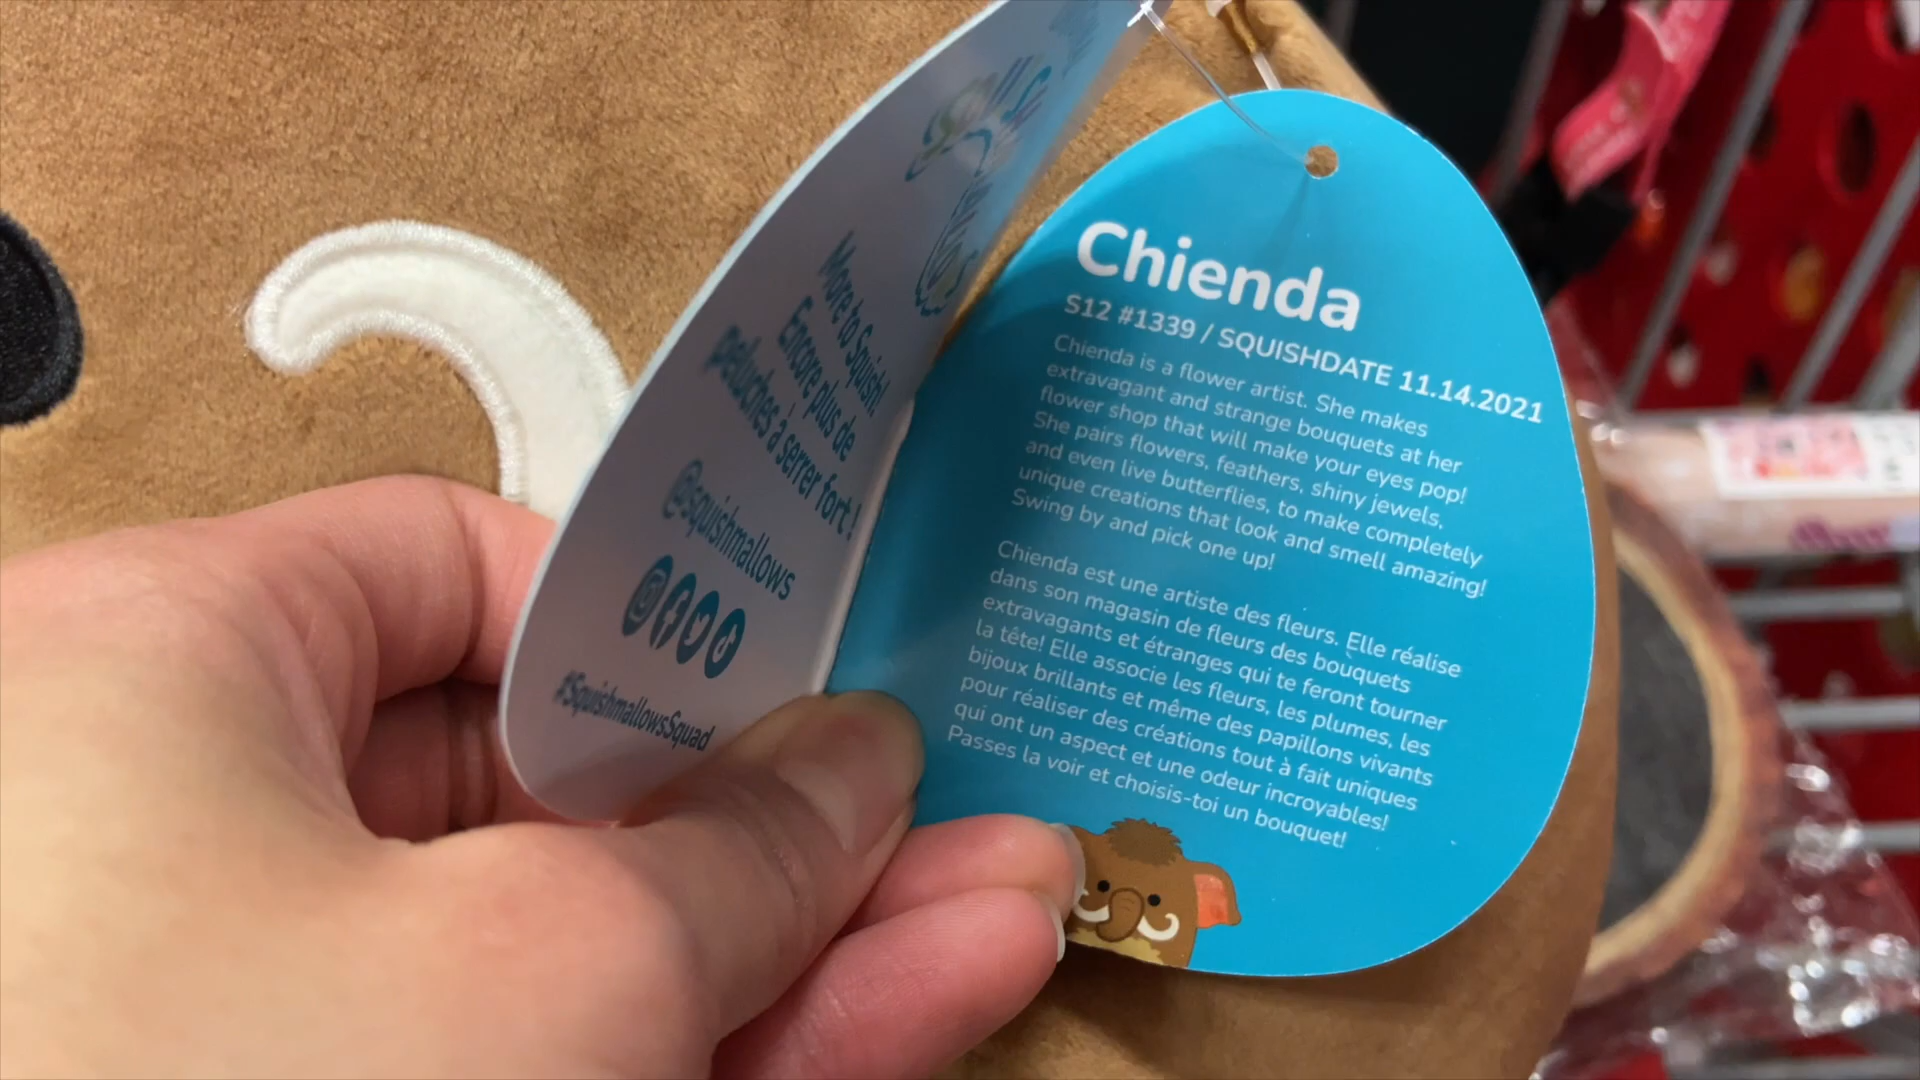 More to Squish!
Encore plus de
peluches à serrer fort !
@squishmallows
#SquishmallowsSquad
Chienda
S12 #1339 / SQUISHDATE 11.14.2021
Chienda is a flower artist. She makes
extravagant and strange bouquets at her
flower shop that will make your eyes pop!
She pairs flowers, feathers, shiny jewels,
and even live butterflies, to make completely
unique creations that look and smell amazing!
Swing by and pick one up!
Chienda est une artiste des fleurs. Elle réalise
dans son magasin de fleurs des bouquets
extravagants et étranges qui te feront tourner
la tête! Elle associe les fleurs, les plumes, les
bijoux brillants et même des papillons vivants
pour réaliser des créations tout à fait uniques
qui ont un aspect et une odeur incroyables!
Passes la voir et choisis-toi un bouquet!